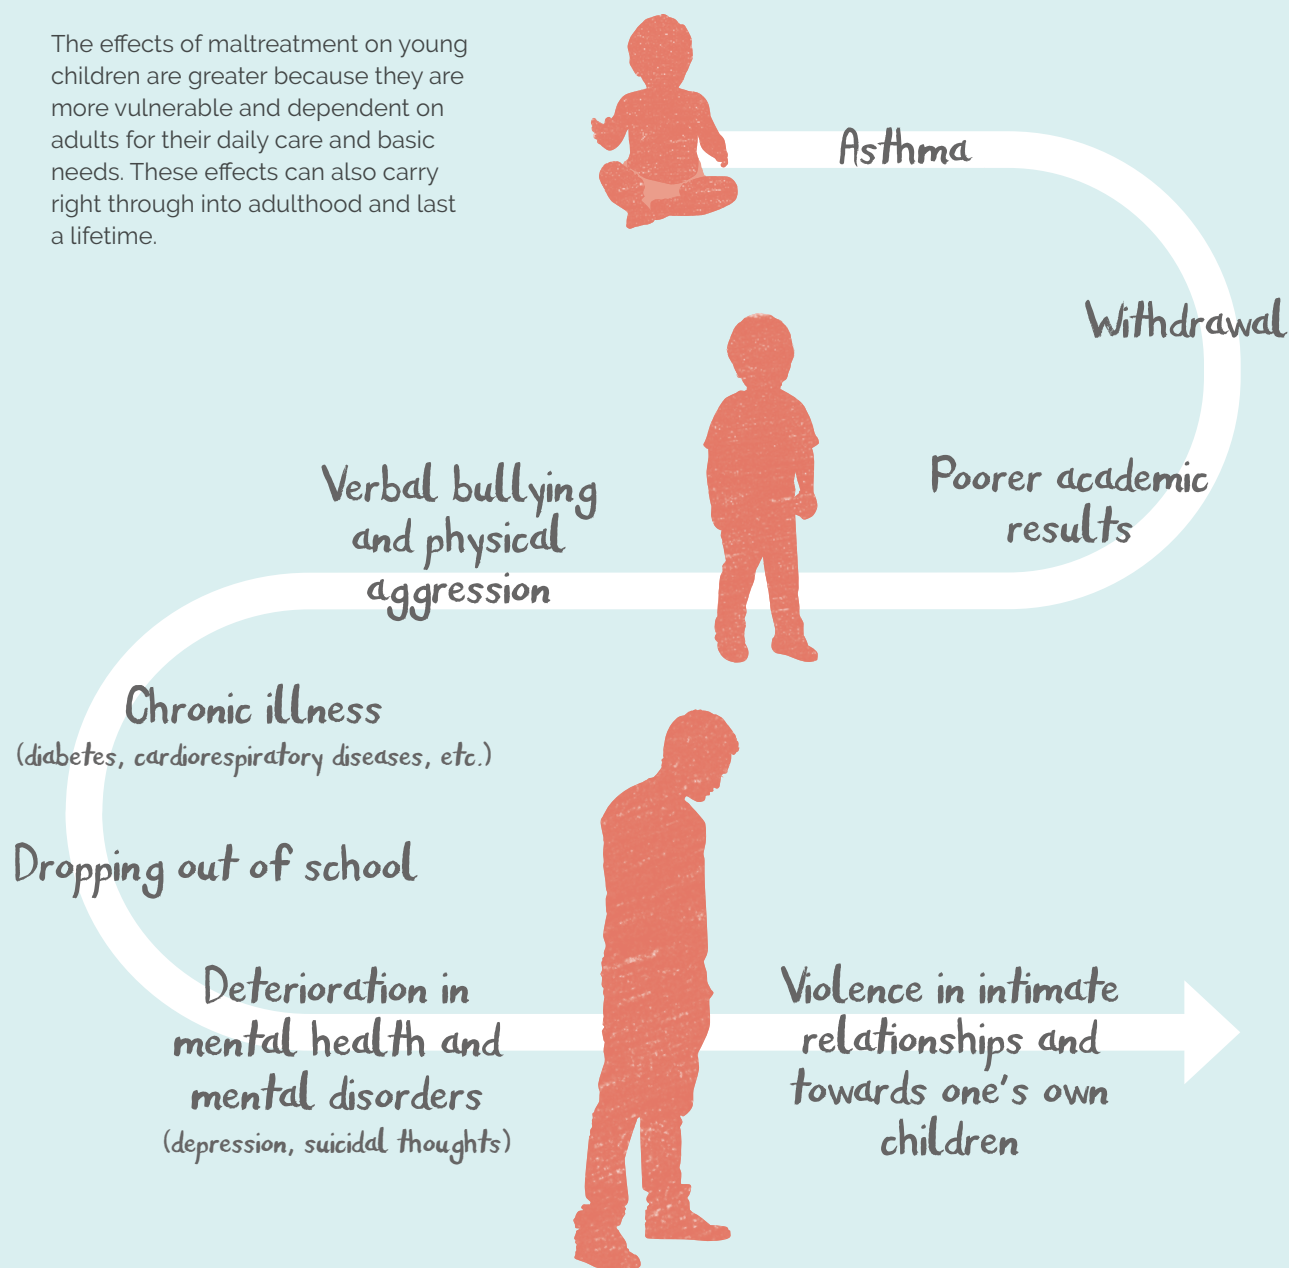 The effects of maltreatment on young
children are greater because they are
more vulnerable and dependent on
adults for their daily care and basic
needs. These effects can also carry
right through into adulthood and last
a lifetime.
Asthma
Withdrawal
Poorer academic
results
Verbal bullying
and physical
aggression
Chronic illness
(diabetes, cardiorespiratory diseases, etc.)
Dropping out of school
Deterioration in
mental health and
mental disorders
(depression, suicidal thoughts)
Violence in intimate
relationships and
towards one's own
children